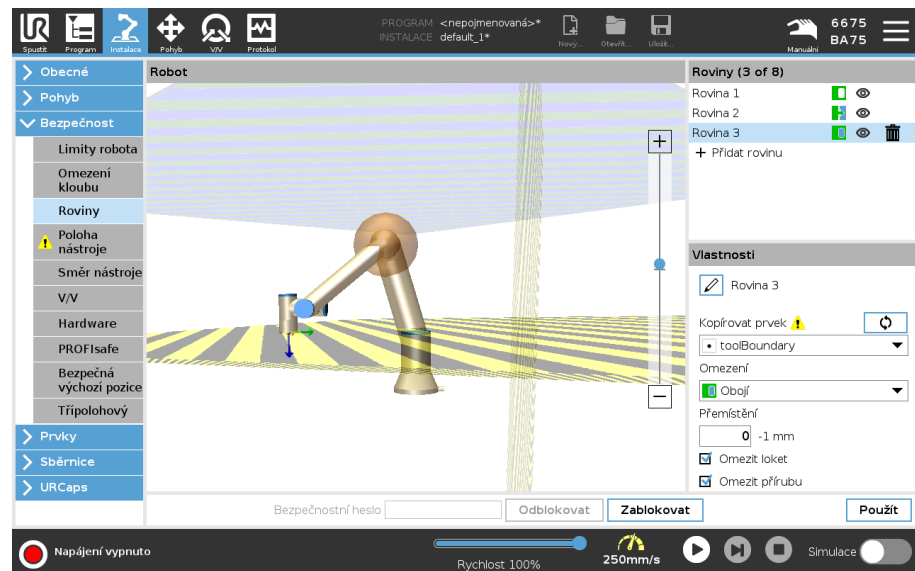 PROGRAM <nepojmenovaná>*
INSTALACE default_1*
Spustit Program Instalace Pohyb V/V Protokol Nový... Otevřít... Uložit... Manuální
6675
BA75
Obecné
Pohyb
Bezpečnost
Limity robota
Omezení
kloubu
Roviny
Poloha
nástroje
Směr nástroje
V/V
Hardware
PROFIsafe
Bezpečná
výchozí pozice
Třípolohový
Prvky
Sběrnice
URCaps
Robot
Roviny (3 of 8)
Rovina 1
Rovina 2
Rovina 3
+ Přidat rovinu
Vlastnosti
Rovina 3
Kopírovat prvek
toolBoundary
Omezení
Obojí
Přemístění
0 -1 mm
Omezit loket
Omezit přírubu
Bezpečnostní heslo Odblokovat Zablokovat Použít
Napájení vypnuto
Rychlost 100%
250mm/s
Simulace